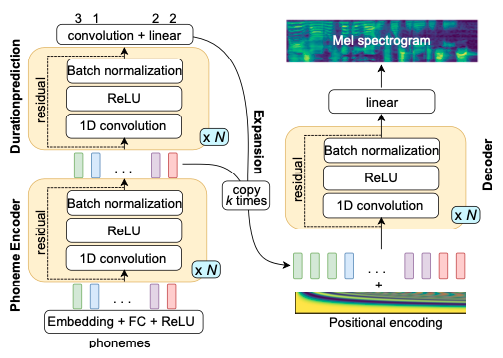 3 1 2 2
convolution + linear
Durationprediction
residual
Batch normalization
ReLU
1D convolution
x N
. . .
Phoneme Encoder
residual
Batch normalization
ReLU
1D convolution
x N
. . .
Embedding + FC + ReLU
phonemes
Expansion
copy
k times
Mel spectrogram
linear
Decoder
residual
Batch normalization
ReLU
1D convolution
x N
. . .
+
Positional encoding